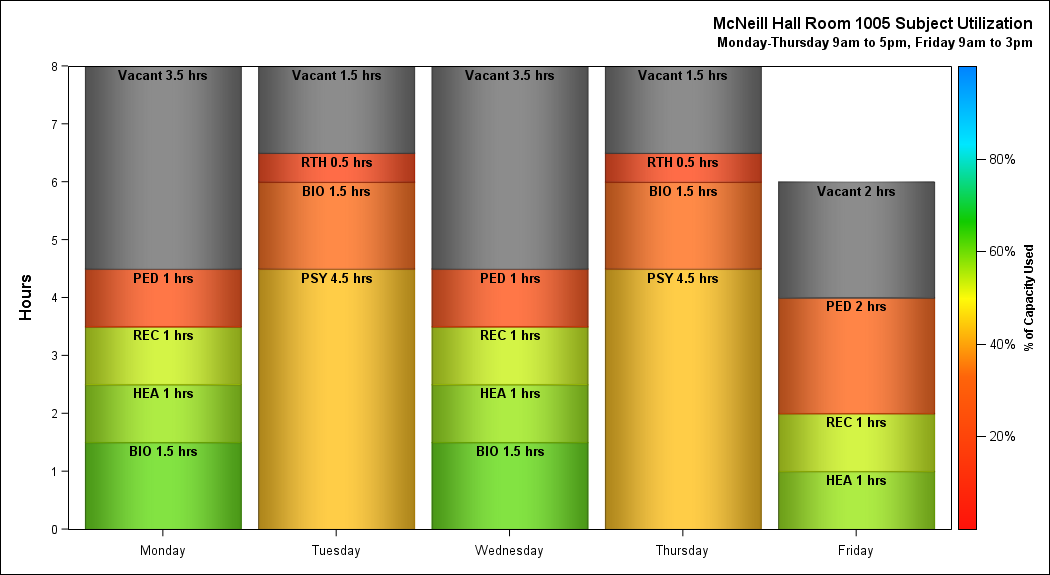 McNeill Hall Room 1005 Subject Utilization
Monday-Thursday 9am to 5pm, Friday 9am to 3pm
Hours
8
7
6
5
4
3
2
1
0
Vacant 3.5 hrs
PED 1 hrs
REC 1 hrs
HEA 1 hrs
BIO 1.5 hrs
Monday
Vacant 1.5 hrs
RTH 0.5 hrs
BIO 1.5 hrs
PSY 4.5 hrs
Tuesday
Vacant 3.5 hrs
PED 1 hrs
REC 1 hrs
HEA 1 hrs
BIO 1.5 hrs
Wednesday
Vacant 1.5 hrs
RTH 0.5 hrs
BIO 1.5 hrs
PSY 4.5 hrs
Thursday
Vacant 2 hrs
PED 2 hrs
REC 1 hrs
HEA 1 hrs
Friday
80%
60%
40%
20%
% of Capacity Used